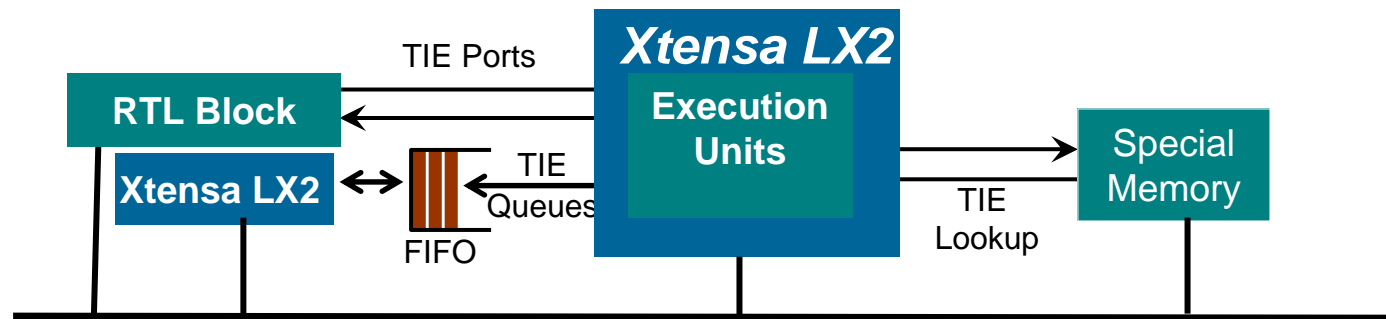 Xtensa LX2
TIE Ports
RTL Block
Execution
Units
Special
Memory
Xtensa LX2
TIE
Queues
FIFO
TIE
Lookup